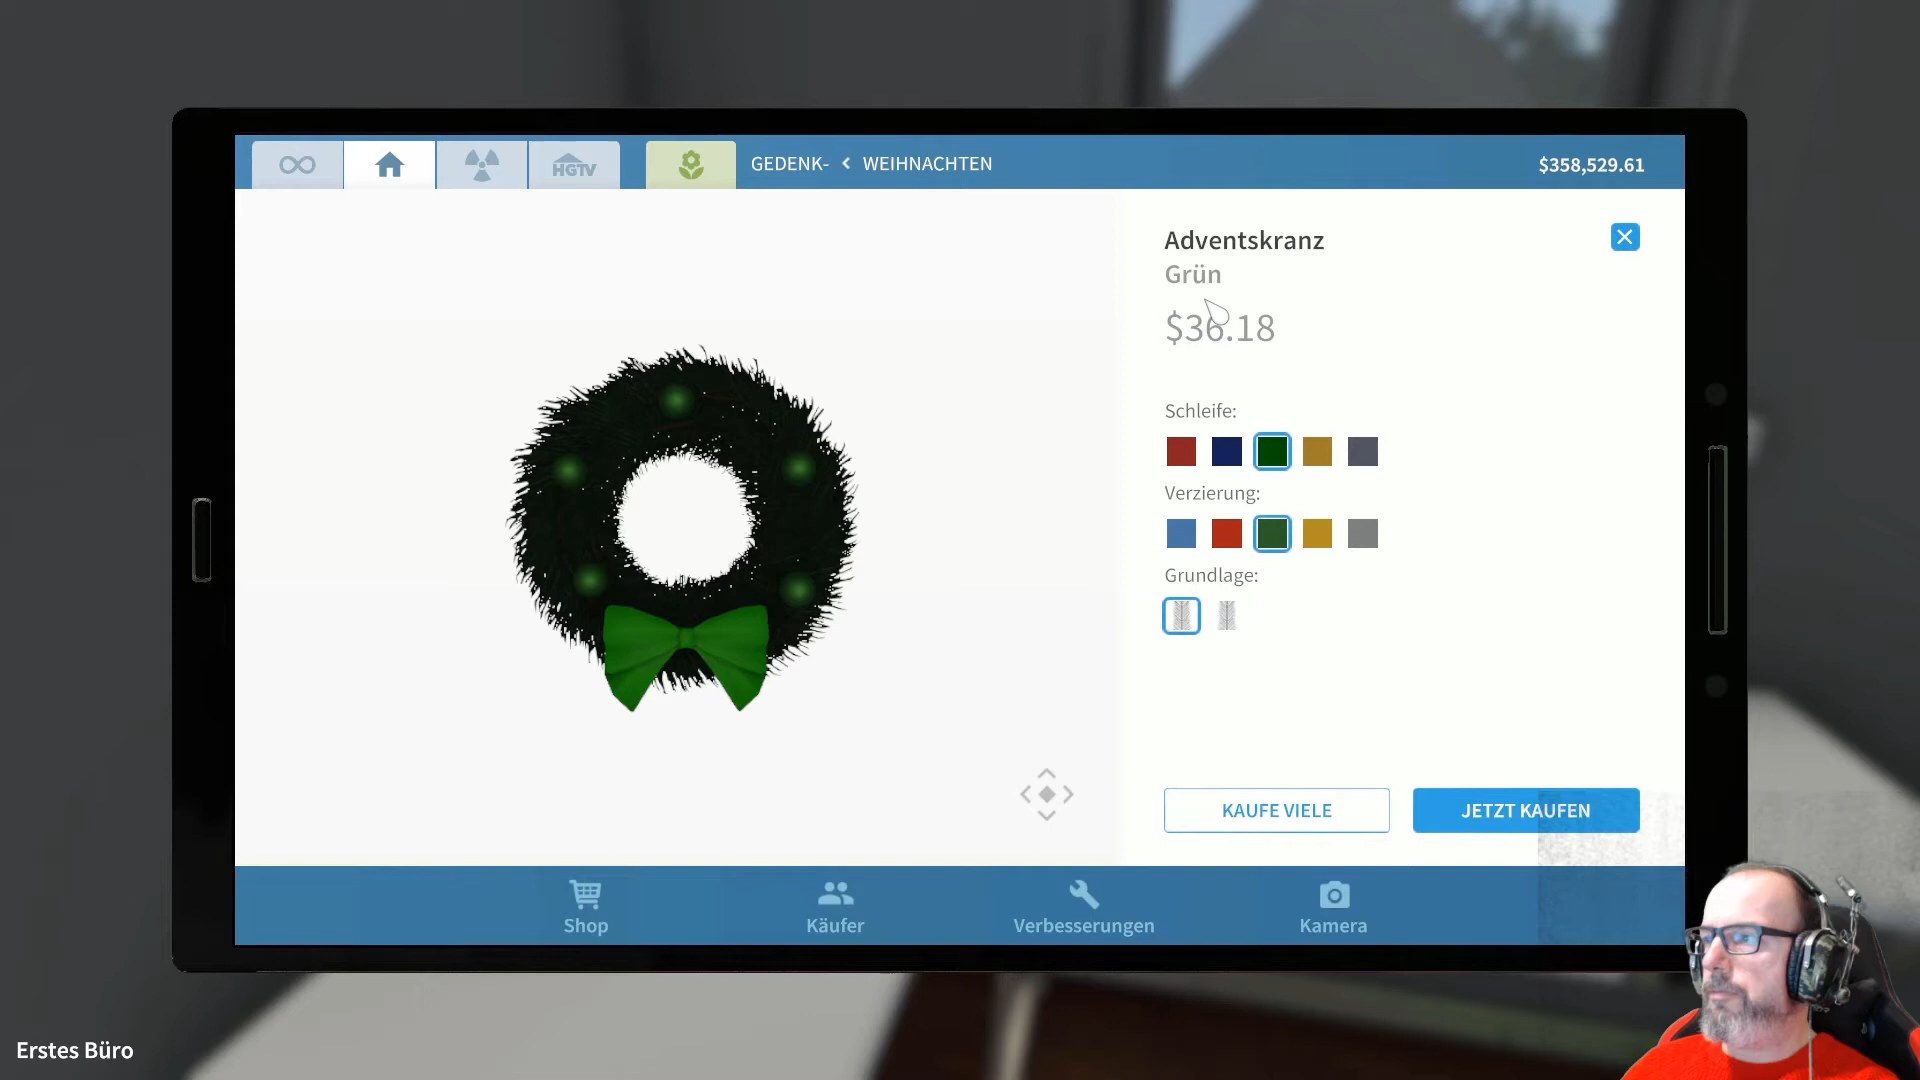 HGTV
GEDENK- < WEIHNACHTEN
$358,529.61
Adventskranz
Grün
$36.18
Schleife:
Verzierung:
Grundlage:
KAUFE VIELE
JETZT KAUFEN
Shop
Käufer
Verbesserungen
Kamera
Erstes Büro